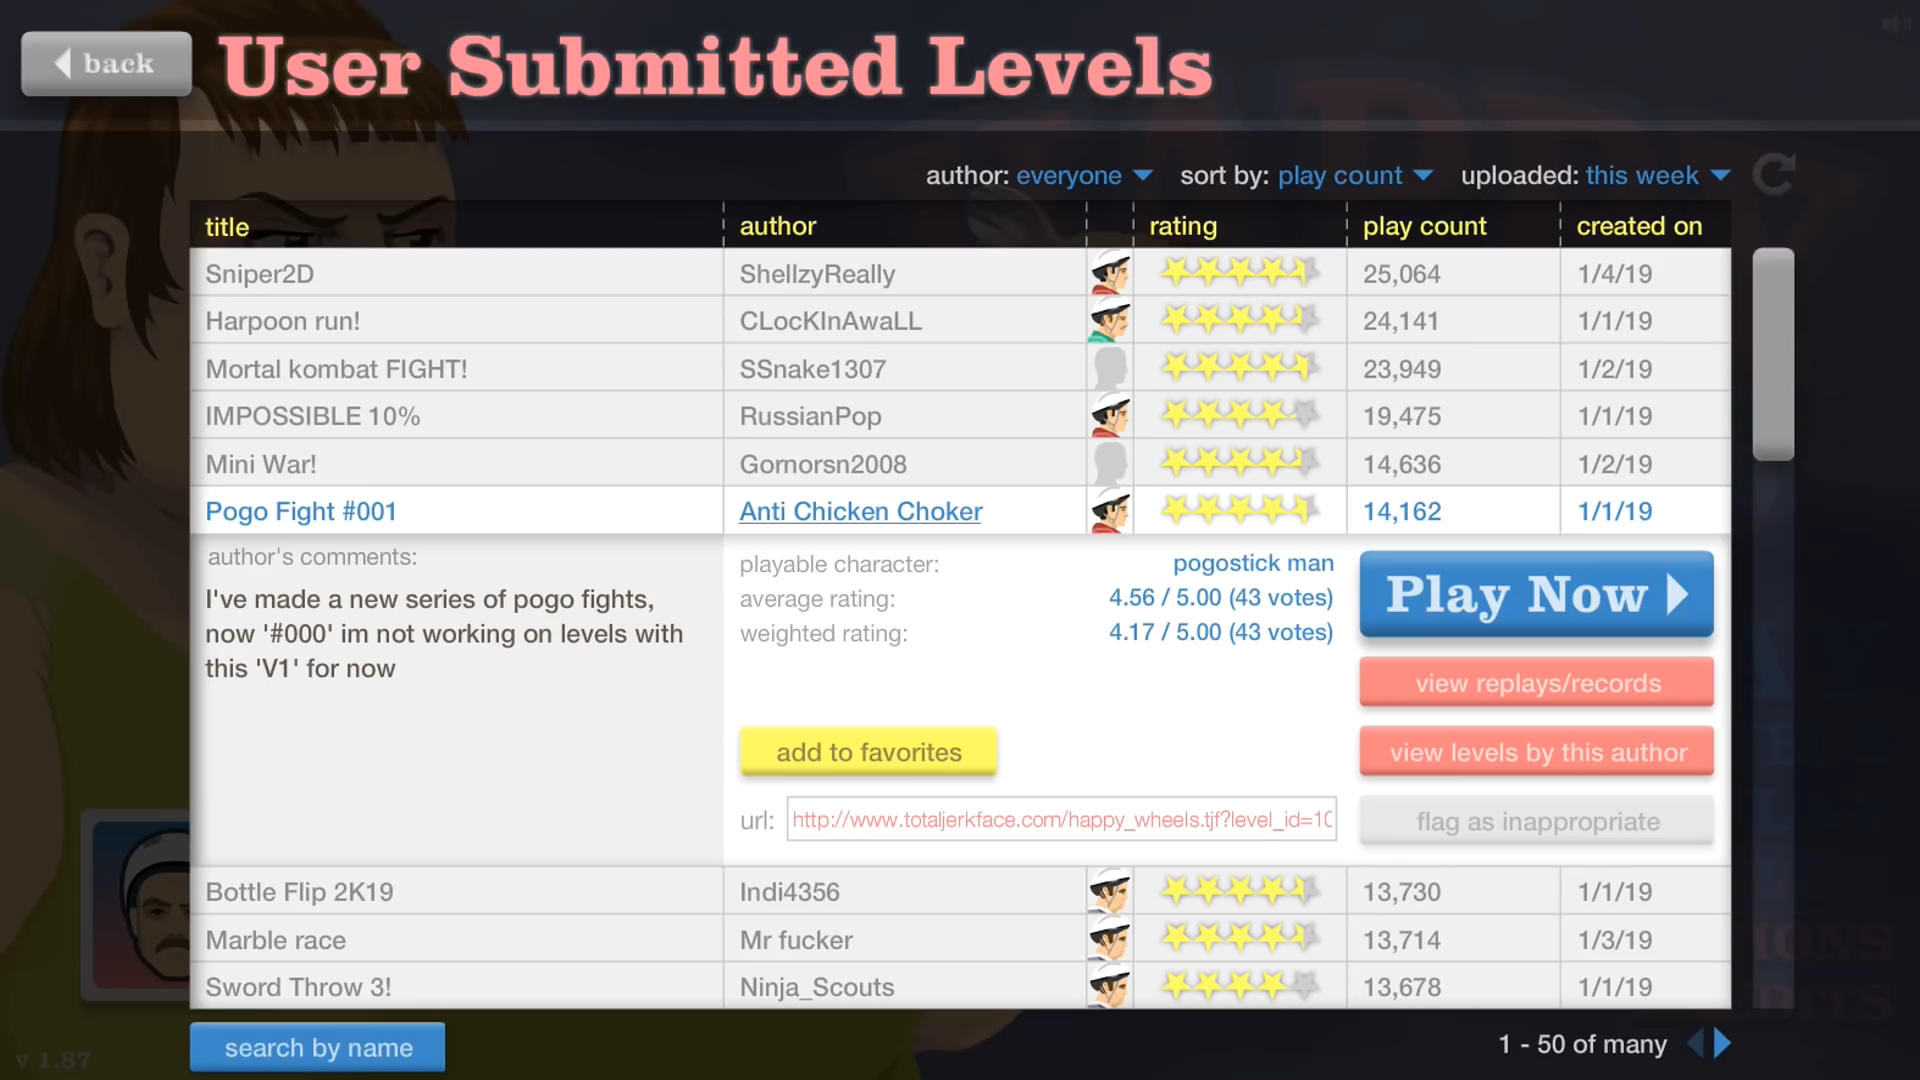 back
User Submitted Levels
author: everyone sort by: play count uploaded: this week
title author rating play count created on
Sniper2D ShellzyReally 25,064 1/4/19
Harpoon run! CLocKInAwaLL 24,141 1/1/19
Mortal kombat FIGHT! SSnake1307 23,949 1/2/19
IMPOSSIBLE 10% RussianPop 19,475 1/1/19
Mini War! Gornorsn2008 14,636 1/2/19
Pogo Fight #001 Anti Chicken Choker 14,162 1/1/19
author's comments:
I've made a new series of pogo fights,
now '#000' im not working on levels with
this 'V1' for now
playable character: pogostick man
average rating: 4.56 / 5.00 (43 votes)
weighted rating: 4.17 / 5.00 (43 votes)
add to favorites
url: http://www.totaljerkface.com/happy_wheels.tjf?level_id=10
Play Now
view replays/records
view levels by this author
flag as inappropriate
Bottle Flip 2K19 Indi4356 13,730 1/1/19
Marble race Mr fucker 13,714 1/3/19
Sword Throw 3! Ninja_Scouts 13,678 1/1/19
search by name
1 - 50 of many
v 1.87